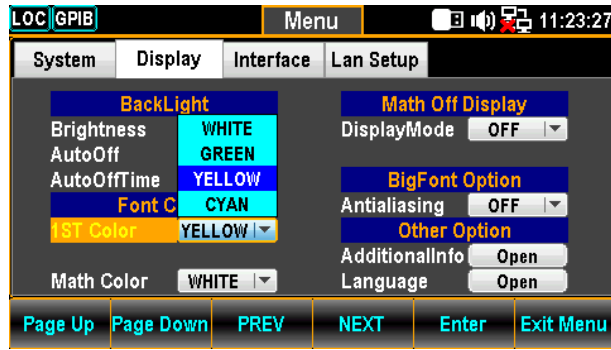 LOC GPIB Menu 11:23:27
System Display Interface Lan Setup
BackLight
Brightness
AutoOff
AutoOffTime
WHITE
GREEN
YELLOW
CYAN
Font C
1ST Color YELLOW
Math Color WHITE
Math Off Display
DisplayMode OFF
BigFont Option
Antialiasing OFF
Other Option
AdditionalInfo Open
Language Open
Page Up Page Down PREV NEXT Enter Exit Menu